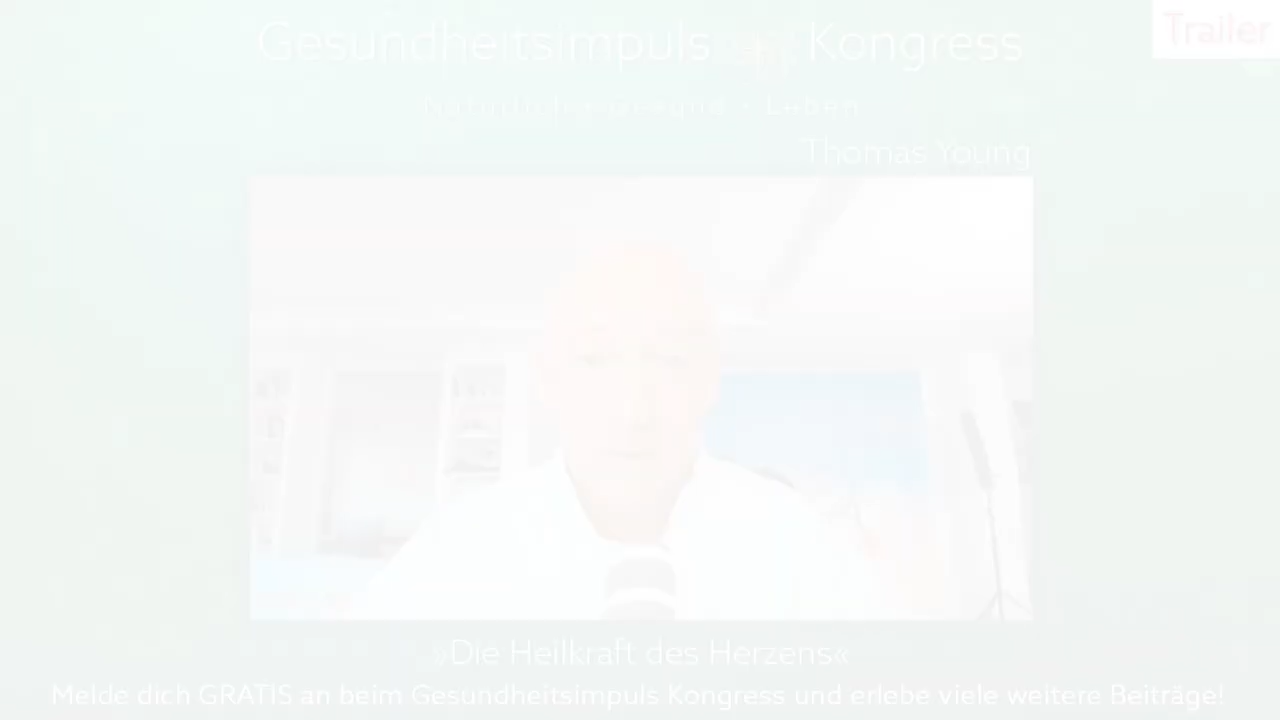 Gesundheitsimpuls Kongress
Trailer
Leben
Thomas Young
»Die Heilkraft des Herzens«
Melde dich GRATIS an beim Gesundheitsimpuls Kongress und erlebe viele weitere Beiträge!